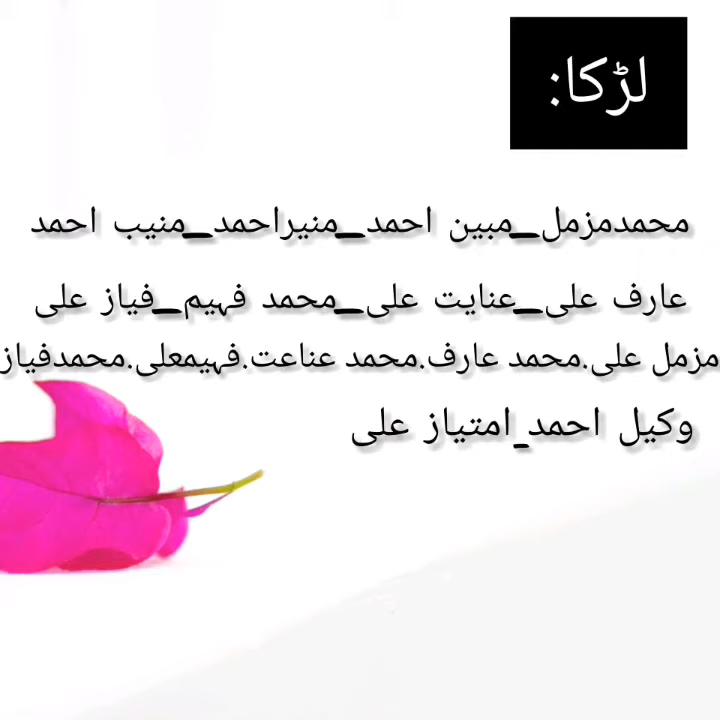 لڑکا:
محمدمزمل_مبین احمد_منیراحمد_منیب احمد
عارف علی_عنایت علی_محمد فہیم_فیاز علی
مزمل علی.محمد عارف.محمد عناعت.فہیمعلی.محمدفیاز
وکیل احمد_امتیاز علی